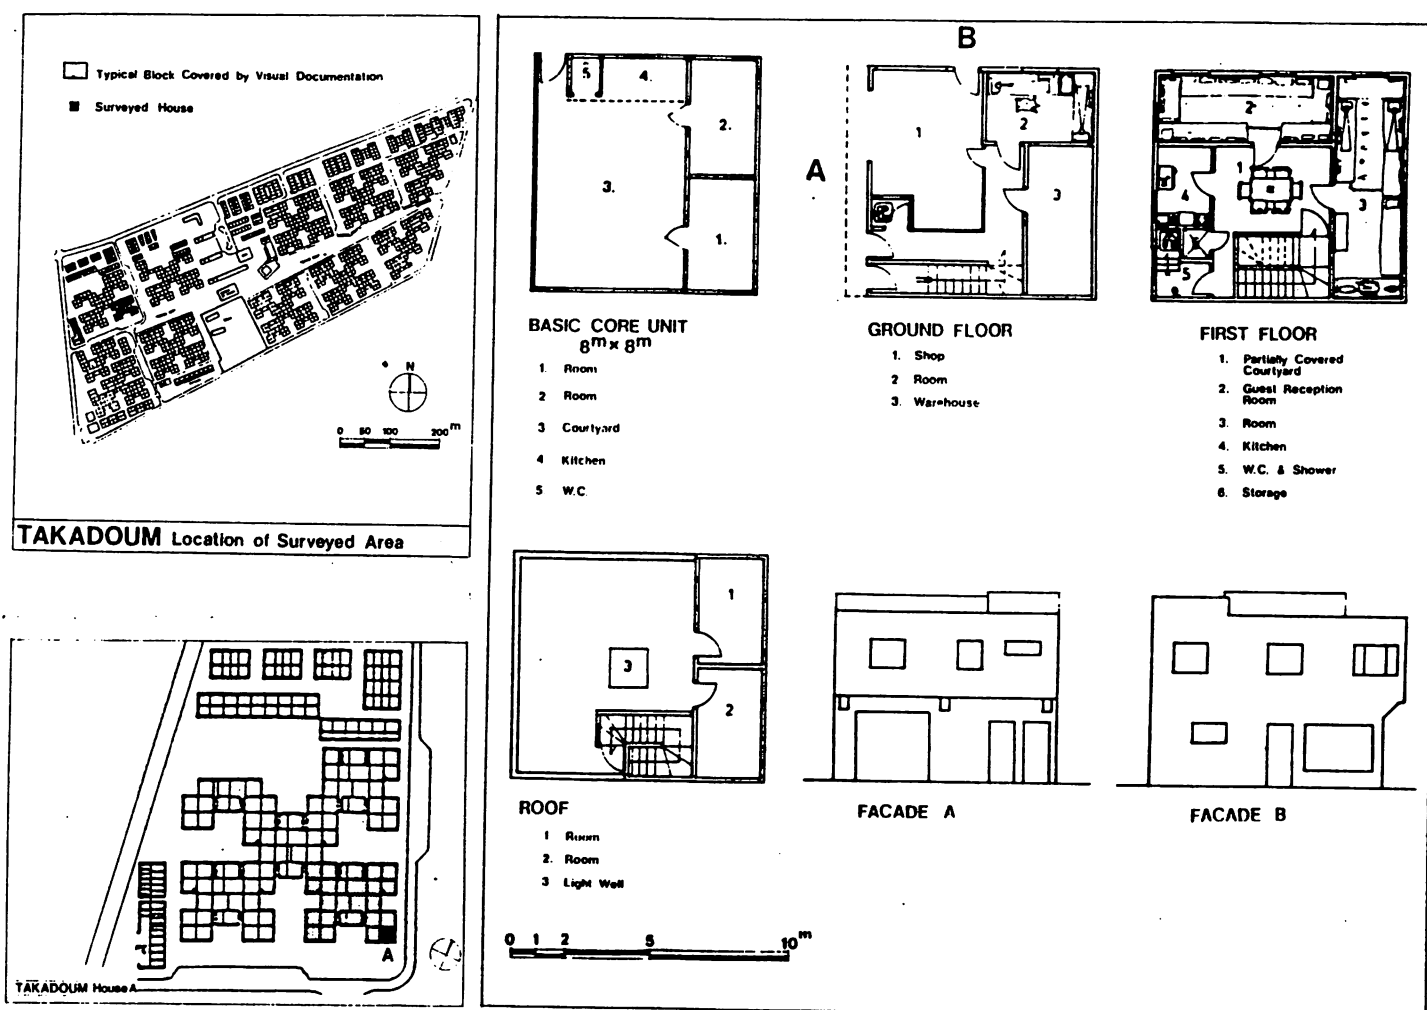 Typical Block Covered by Visual Documentation
Surveyed House
N
0 50 100 200 m
TAKADOUM Location of Surveyed Area
A
TAKADOUM House A
5
4.
2.
3.
1.
BASIC CORE UNIT
8m x 8m
1. Room
2 Room
3 Courtyard
4 Kitchen
5 W.C.
B
A
1
2
3
GROUND FLOOR
1. Shop
2 Room
3. Warehouse
2
1
4
3
5
FIRST FLOOR
1. Partially Covered
Courtyard
2. Guest Reception
Room
3. Room
4. Kitchen
5. W.C. & Shower
6. Storage
1
3
2
ROOF
1 Room
2. Room
3 Light Well
FACADE A
FACADE B
0 1 2 5 10 m